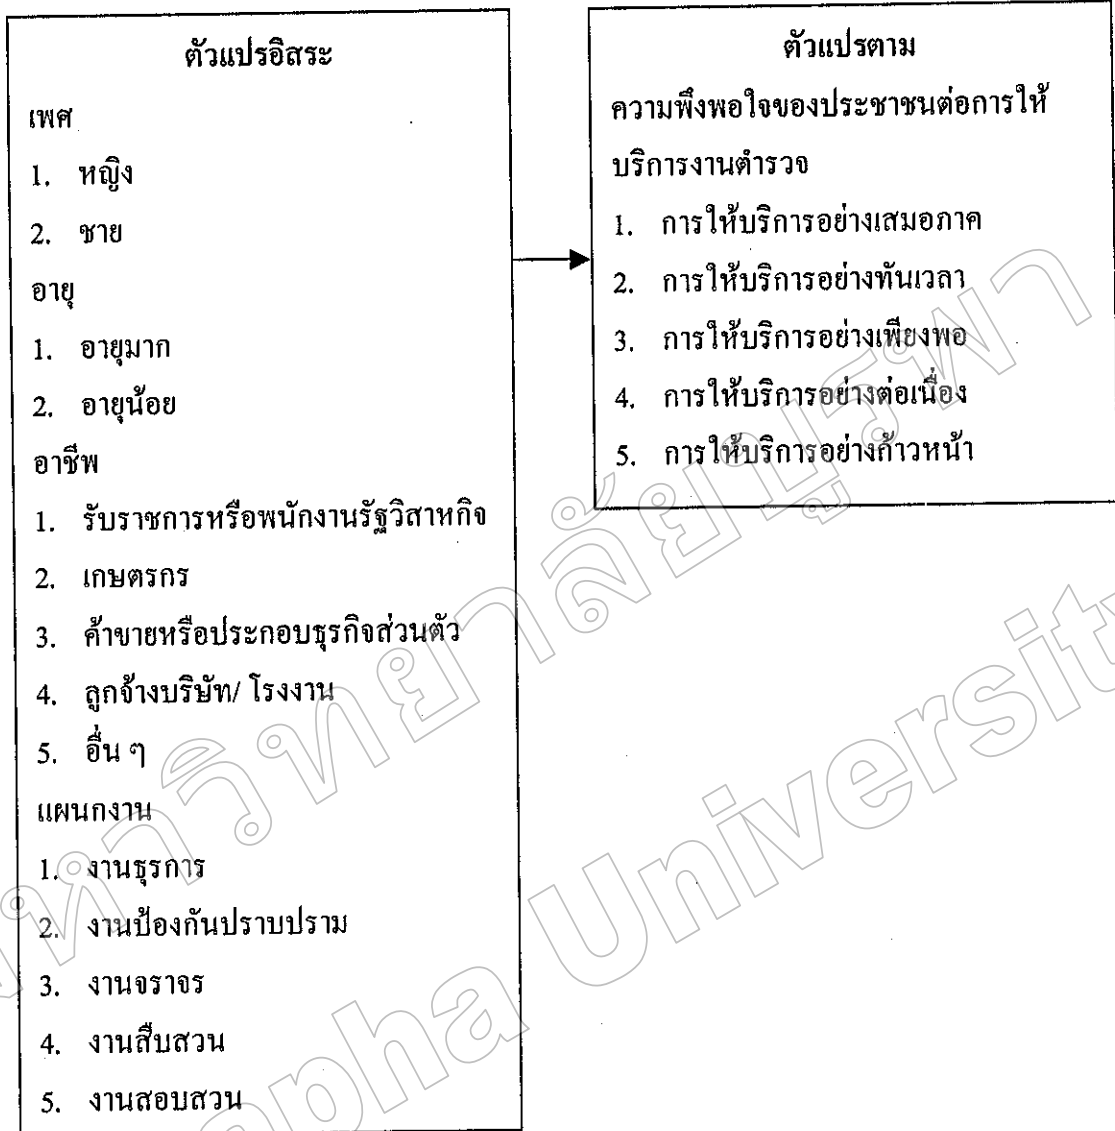 ตัวแปรอิสระ
เพศ
1. หญิง
2. ชาย
อายุ
1. อายุมาก
2. อายุน้อย
อาชีพ
1. รับราชการหรือพนักงานรัฐวิสาหกิจ
2. เกษตรกร
3. ค้าขายหรือประกอบธุรกิจส่วนตัว
4. ลูกจ้างบริษัท/ โรงงาน
5. อื่น ๆ
แผนกงาน
1. งานธุรการ
2. งานป้องกันปราบปราม
3. งานจราจร
4. งานสืบสวน
5. งานสอบสวน
ตัวแปรตาม
ความพึงพอใจของประชาชนต่อการให้
บริการงานตำรวจ
1. การให้บริการอย่างเสมอภาค
2. การให้บริการอย่างทันเวลา
3. การให้บริการอย่างเพียงพอ
4. การให้บริการอย่างต่อเนื่อง
5. การให้บริการอย่างก้าวหน้า